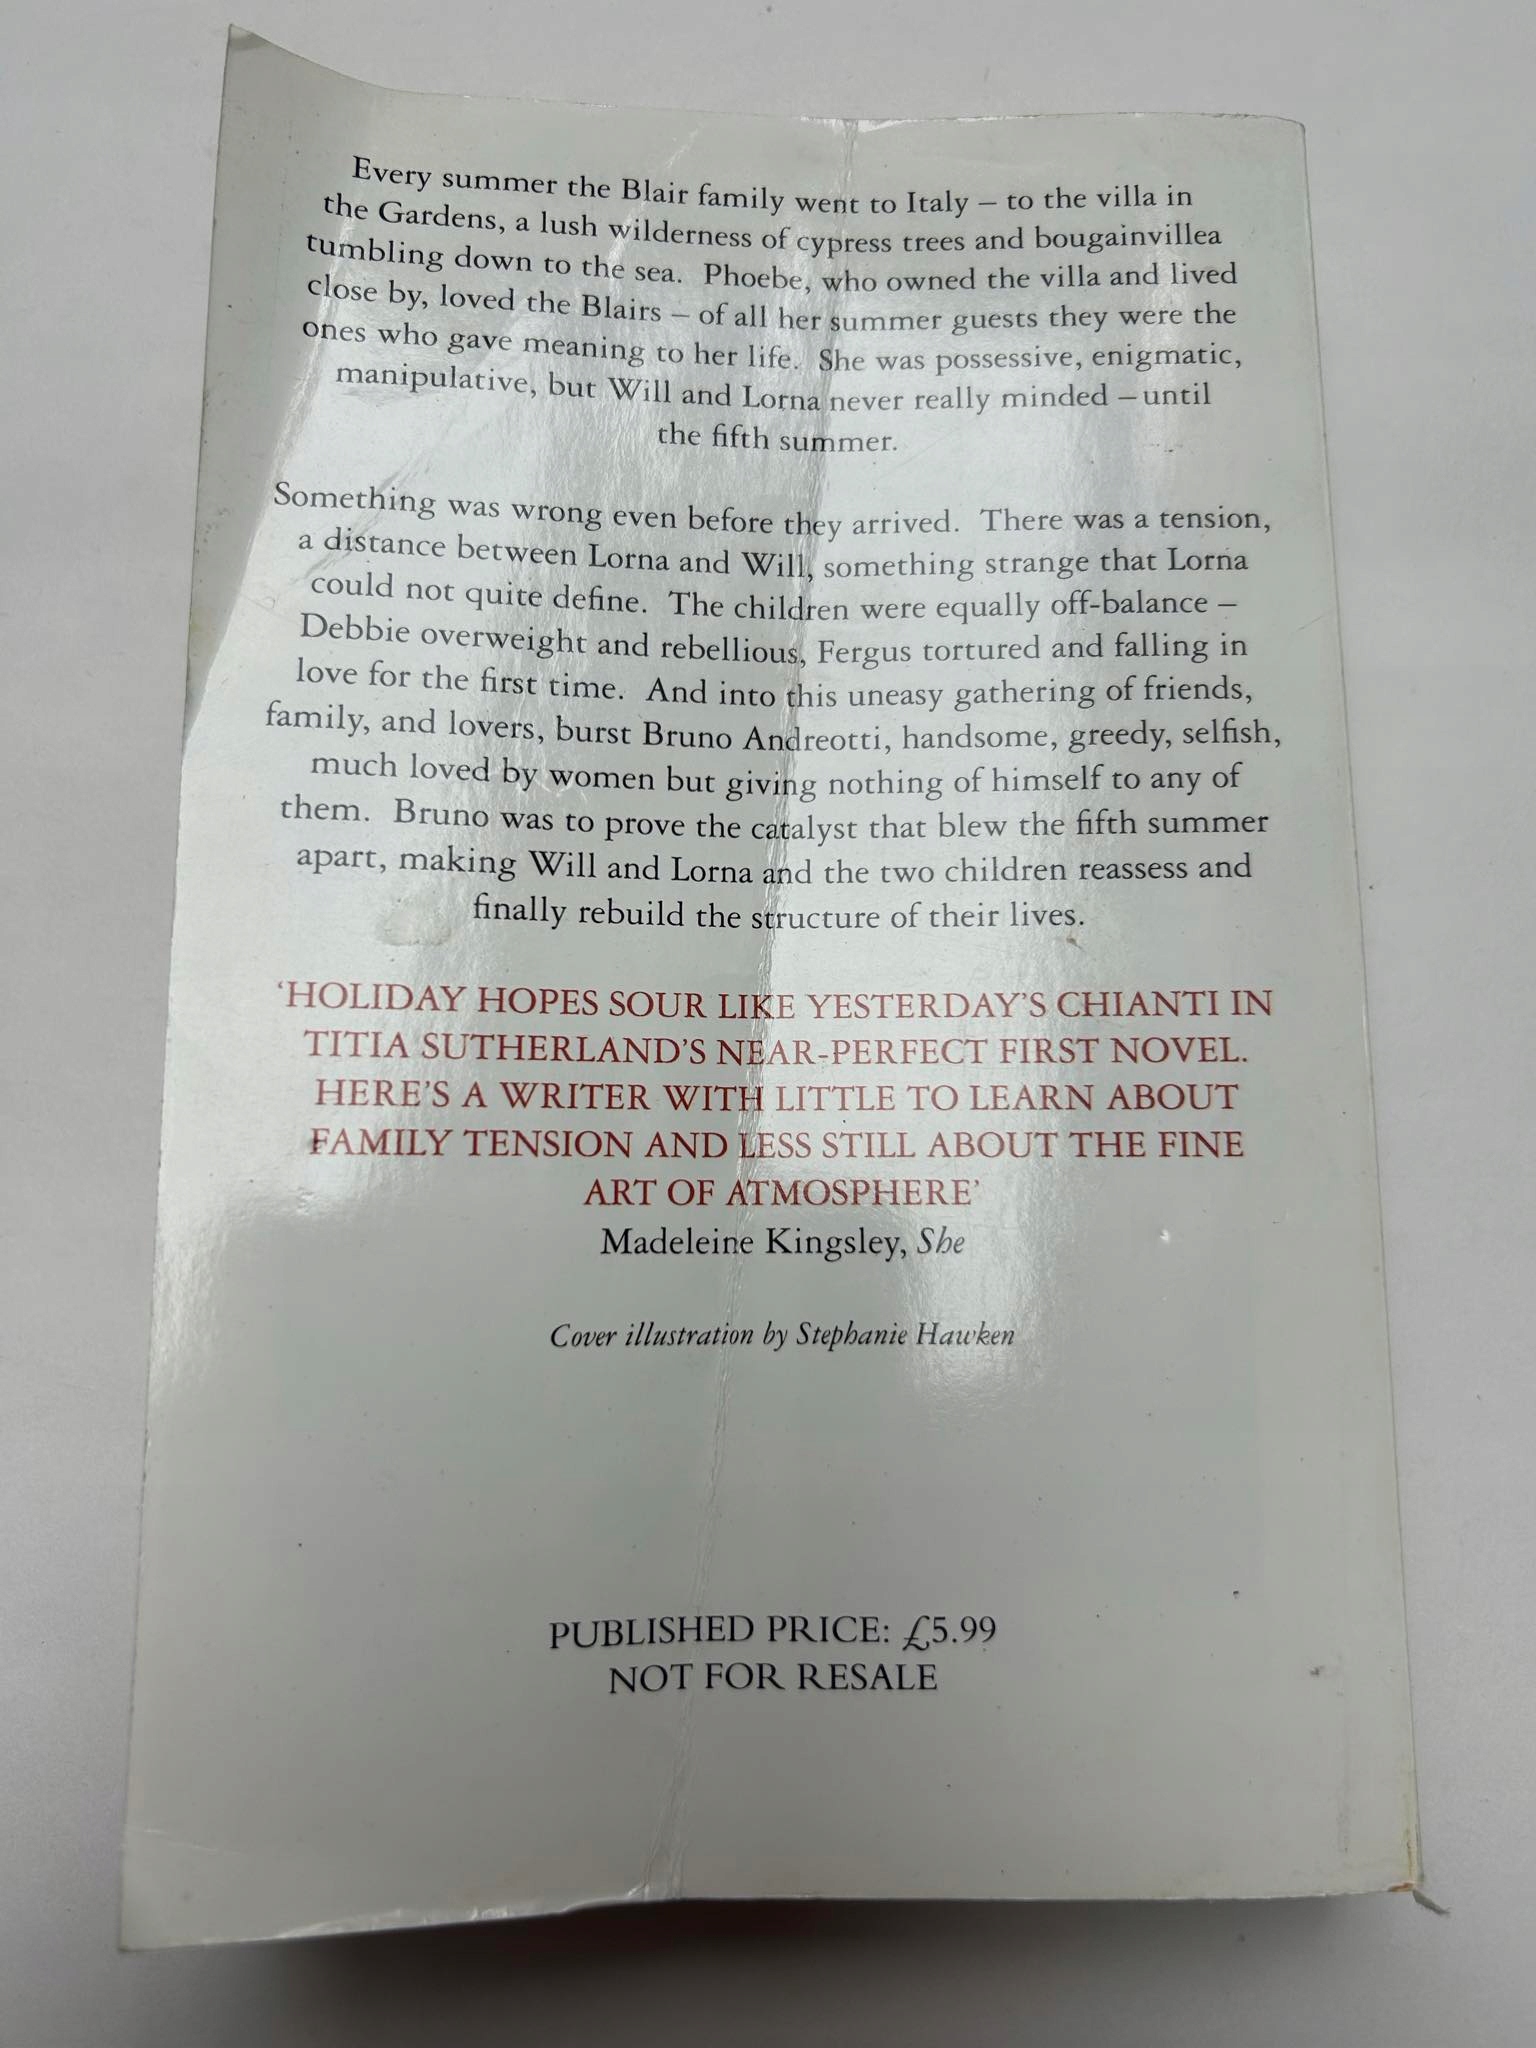 Every summer the Blair family went to Italy – to the villa in
the Gardens, a lush wilderness of cypress trees and bougainvillea
tumbling down to the sea. Phoebe, who owned the villa and lived
close by, loved the Blairs – of all her summer guests they were the
ones who gave meaning to her life. She was possessive, enigmatic,
manipulative, but Will and Lorna never really minded – until
the fifth summer.
Something was wrong even before they arrived. There was a tension,
a distance between Lorna and Will, something strange that Lorna
could not quite define. The children were equally off-balance –
Debbie overweight and rebellious, Fergus tortured and falling in
love for the first time. And into this uneasy gathering of friends,
family, and lovers, burst Bruno Andreotti, handsome, greedy, selfish,
much loved by women but giving nothing of himself to any of
them. Bruno was to prove the catalyst that blew the fifth summer
apart, making Will and Lorna and the two children reassess and
finally rebuild the structure of their lives.
‘HOLIDAY HOPES SOUR LIKE YESTERDAY’S CHIANTI IN
TITIA SUTHERLAND’S NEAR-PERFECT FIRST NOVEL.
HERE’S A WRITER WITH LITTLE TO LEARN ABOUT
FAMILY TENSION AND LESS STILL ABOUT THE FINE
ART OF ATMOSPHERE’
Madeleine Kingsley, She
Cover illustration by Stephanie Hawken
PUBLISHED PRICE: £5.99
NOT FOR RESALE